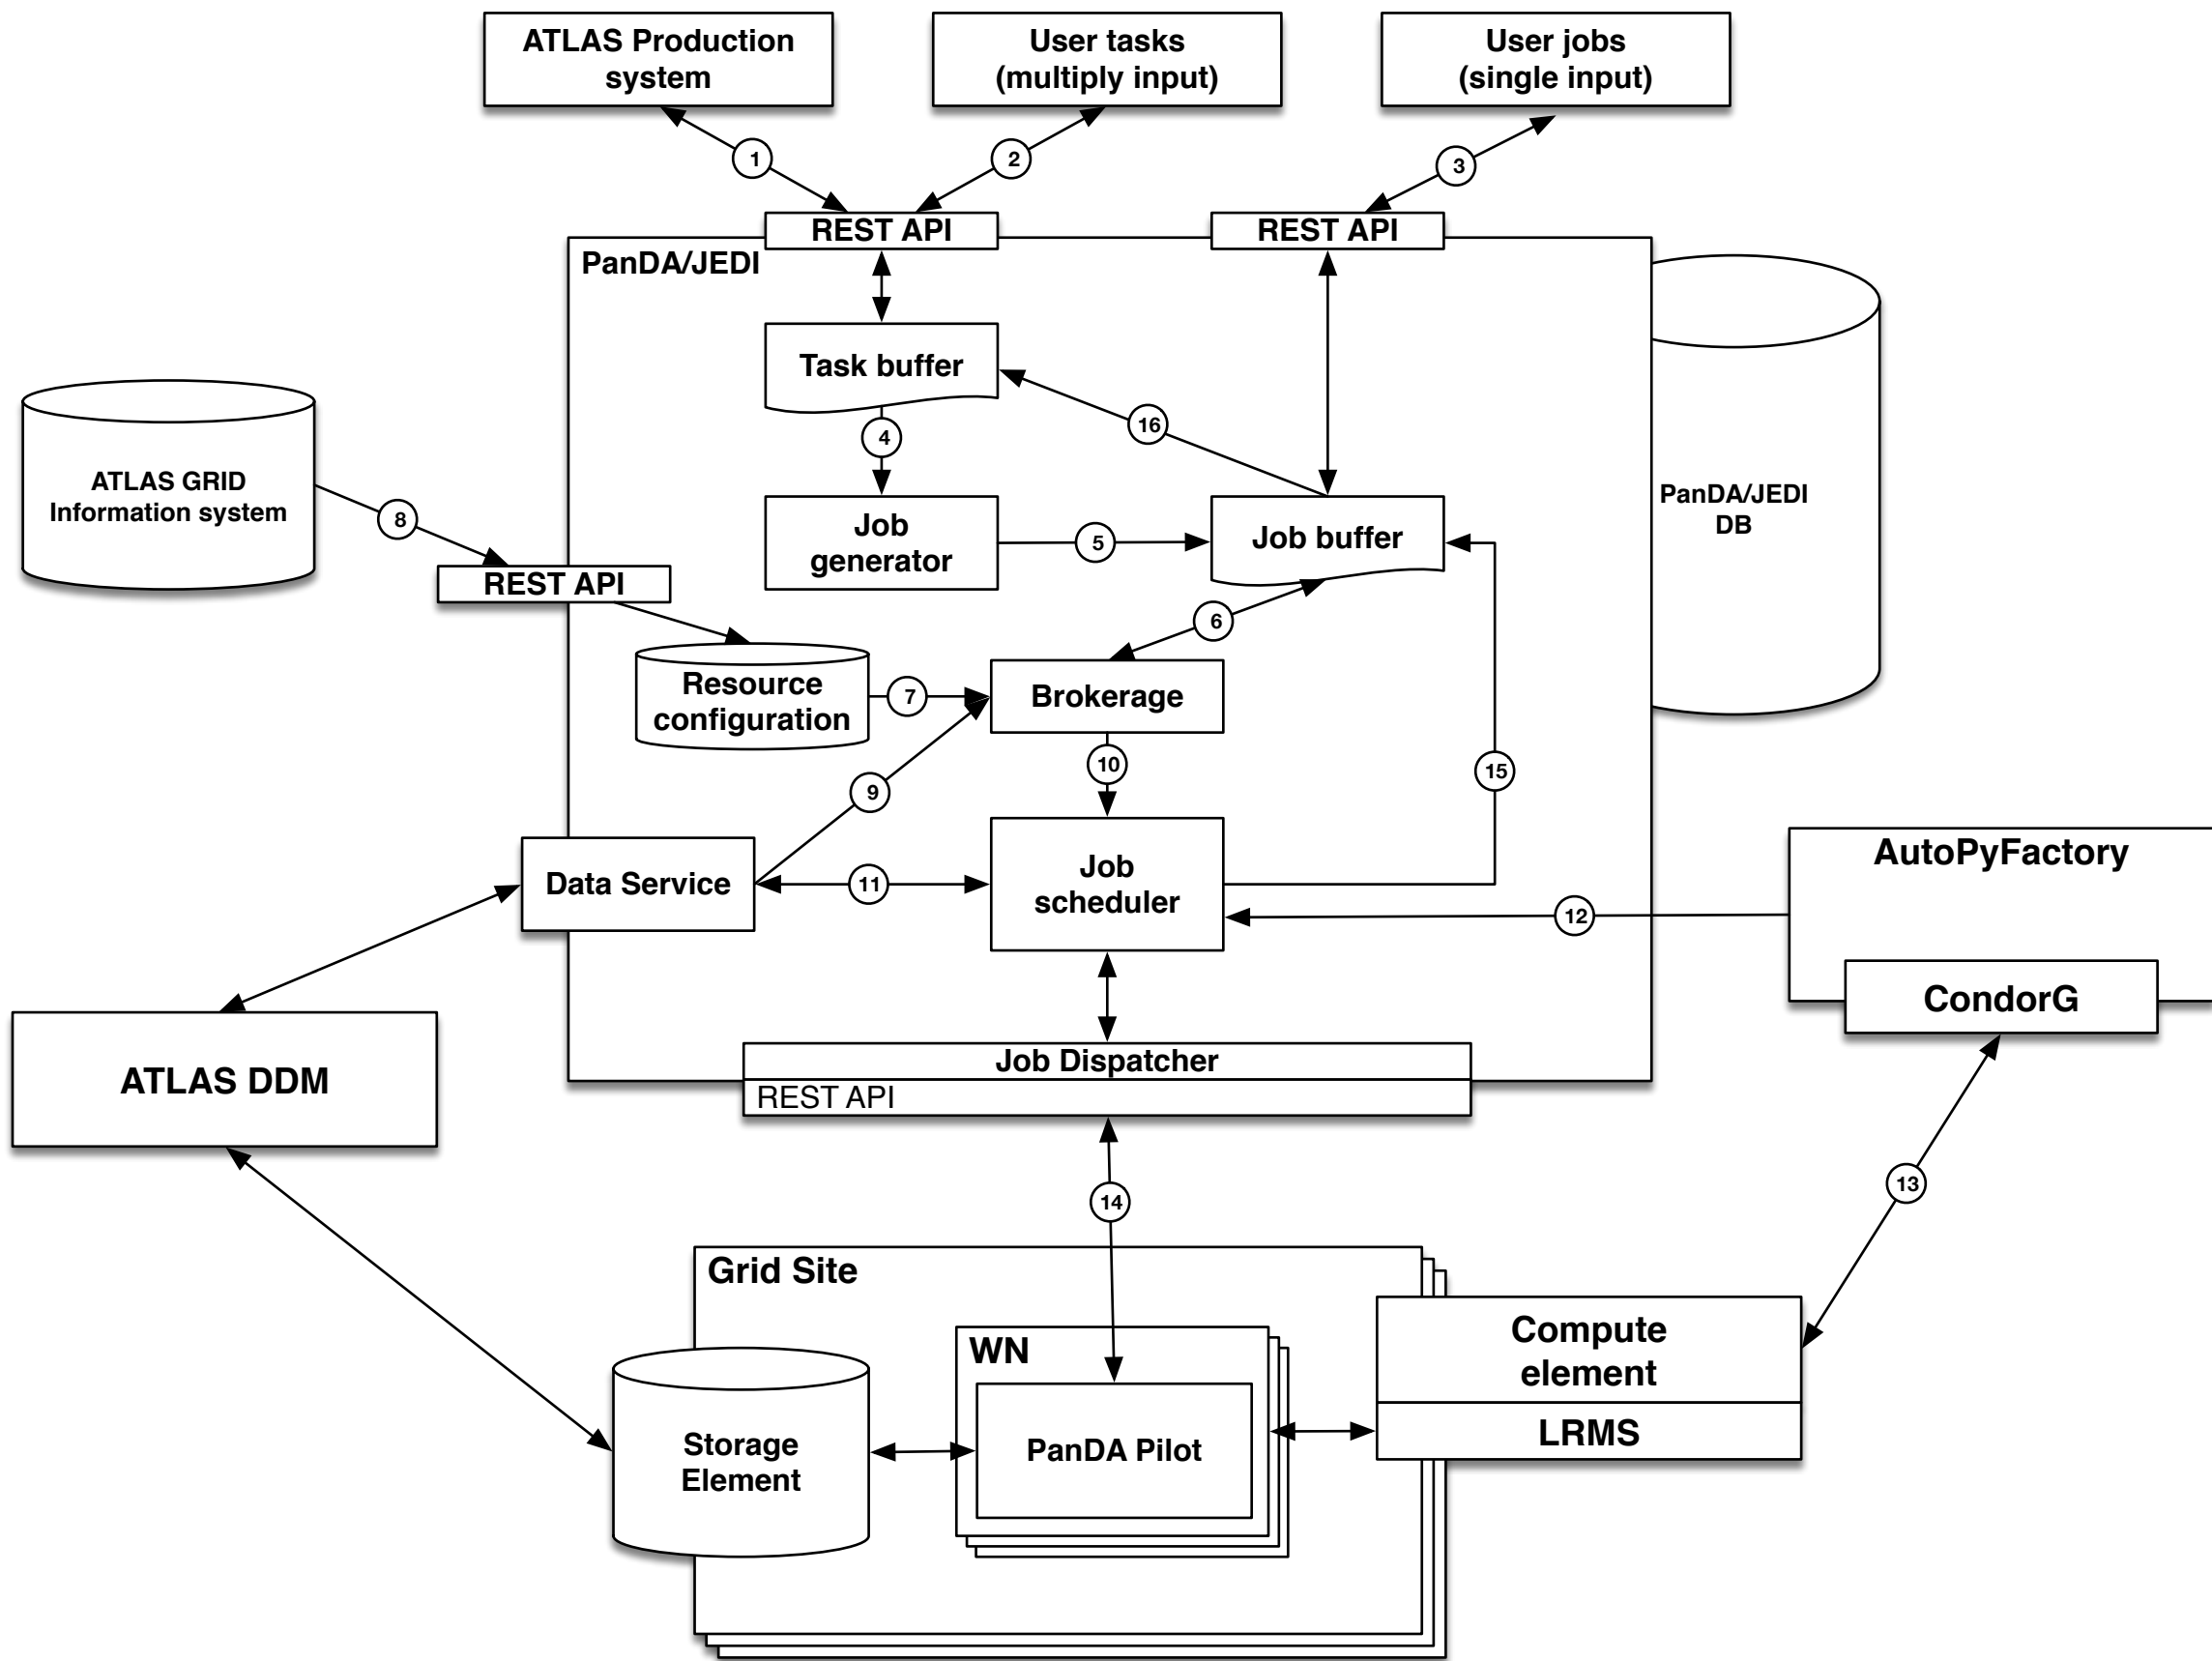 ATLAS Production
system
User tasks
(multiply input)
User jobs
(single input)
1
2
3
REST API
REST API
PanDA/JEDI
Task buffer
16
4
ATLAS GRID
Information system
8
Job
generator
5
Job buffer
PanDA/JEDI
DB
REST API
6
Resource
configuration
7
Brokerage
10
15
9
AutoPyFactory
Data Service
11
Job
scheduler
12
CondorG
ATLAS DDM
Job Dispatcher
REST API
13
14
Grid Site
WN
Compute
element
LRMS
Storage
Element
PanDA Pilot